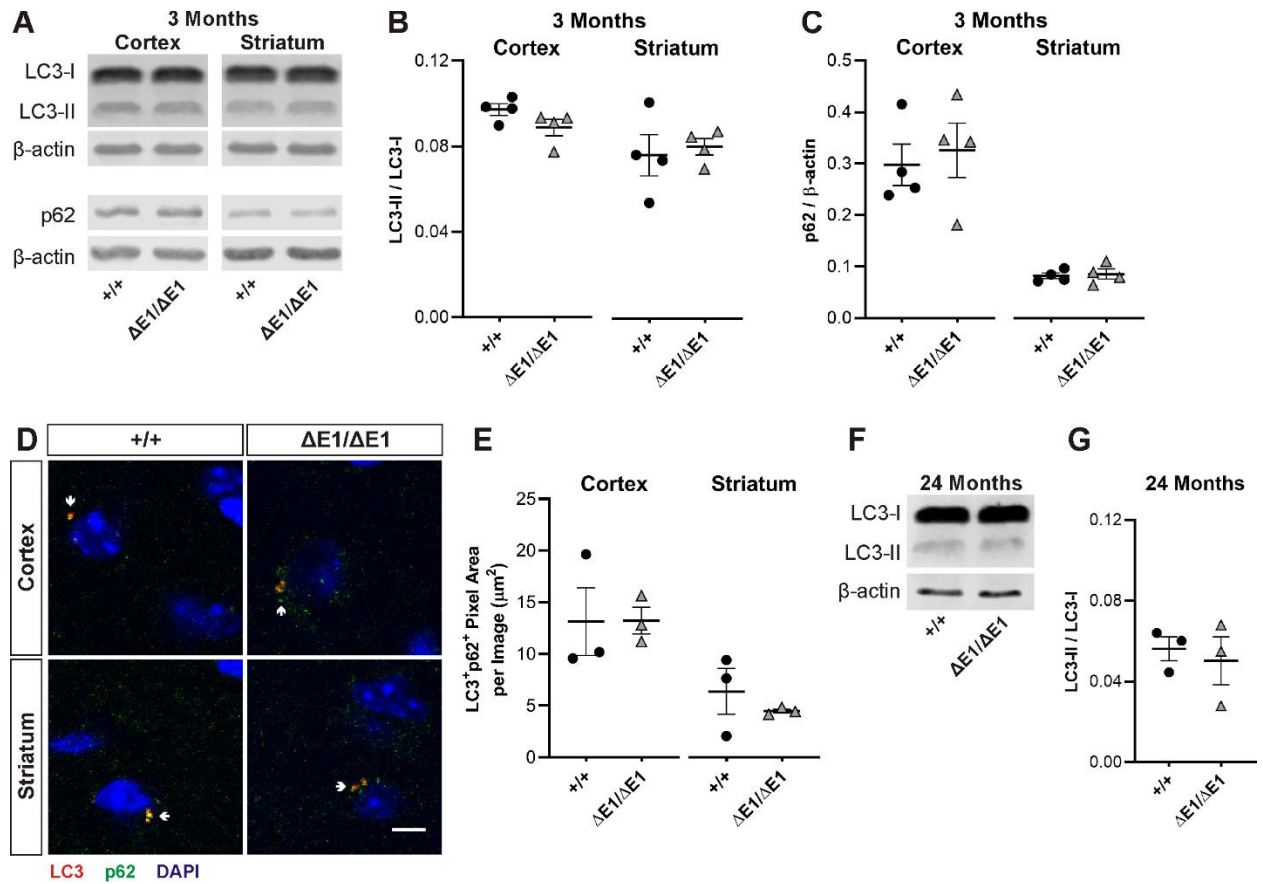 A
3 Months
Cortex Striatum
LC3-I
LC3-II
β-actin
p62
β-actin
+/+ ΔE1/ΔE1 +/+ ΔE1/ΔE1
B
3 Months
Cortex Striatum
LC3-II / LC3-I
0.12
0.08
0.04
0.00
+/+ ΔE1/ΔE1 +/+ ΔE1/ΔE1
C
3 Months
Cortex Striatum
p62 / β-actin
0.5
0.4
0.3
0.2
0.1
0.0
+/+ ΔE1/ΔE1 +/+ ΔE1/ΔE1
D
+/+ ΔE1/ΔE1
Cortex
Striatum
LC3 p62 DAPI
E
Cortex Striatum
LC3⁺p62⁺ Pixel Area
per Image (μm²)
25
20
15
10
5
0
+/+ ΔE1/ΔE1 +/+ ΔE1/ΔE1
F
24 Months
LC3-I
LC3-II
β-actin
+/+ ΔE1/ΔE1
G
24 Months
LC3-II / LC3-I
0.12
0.08
0.04
0.00
+/+ ΔE1/ΔE1